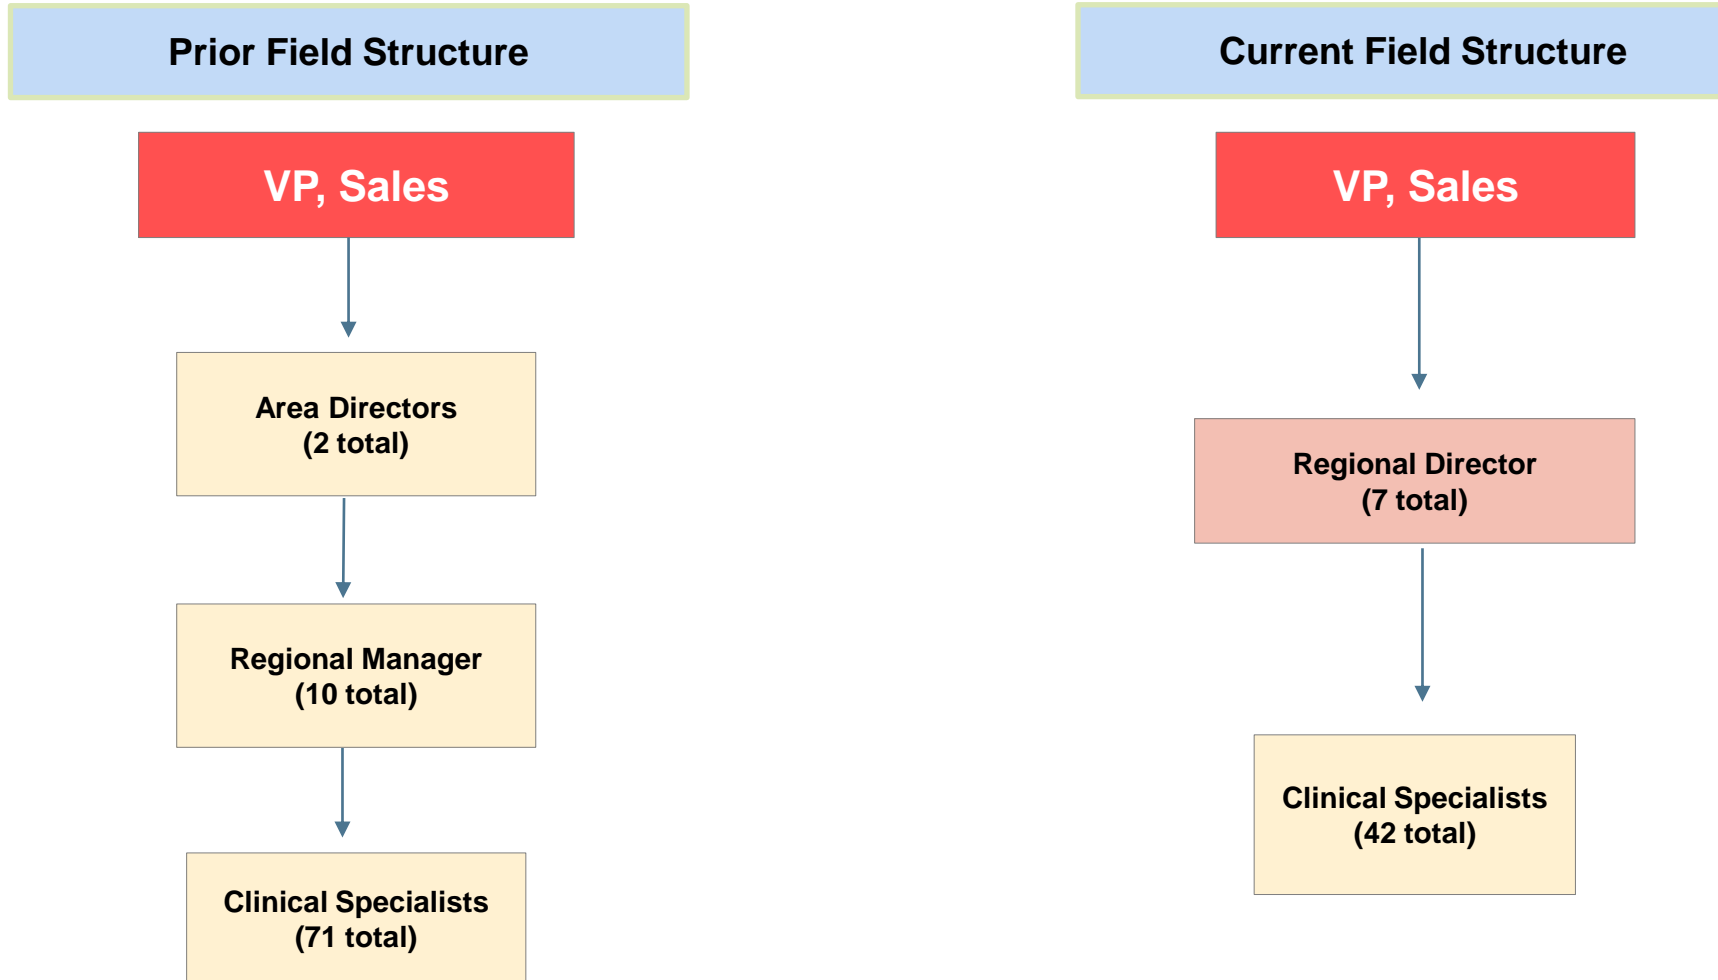 Prior Field Structure
VP, Sales
Area Directors
(2 total)
Regional Manager
(10 total)
Clinical Specialists
(71 total)
Current Field Structure
VP, Sales
Regional Director
(7 total)
Clinical Specialists
(42 total)